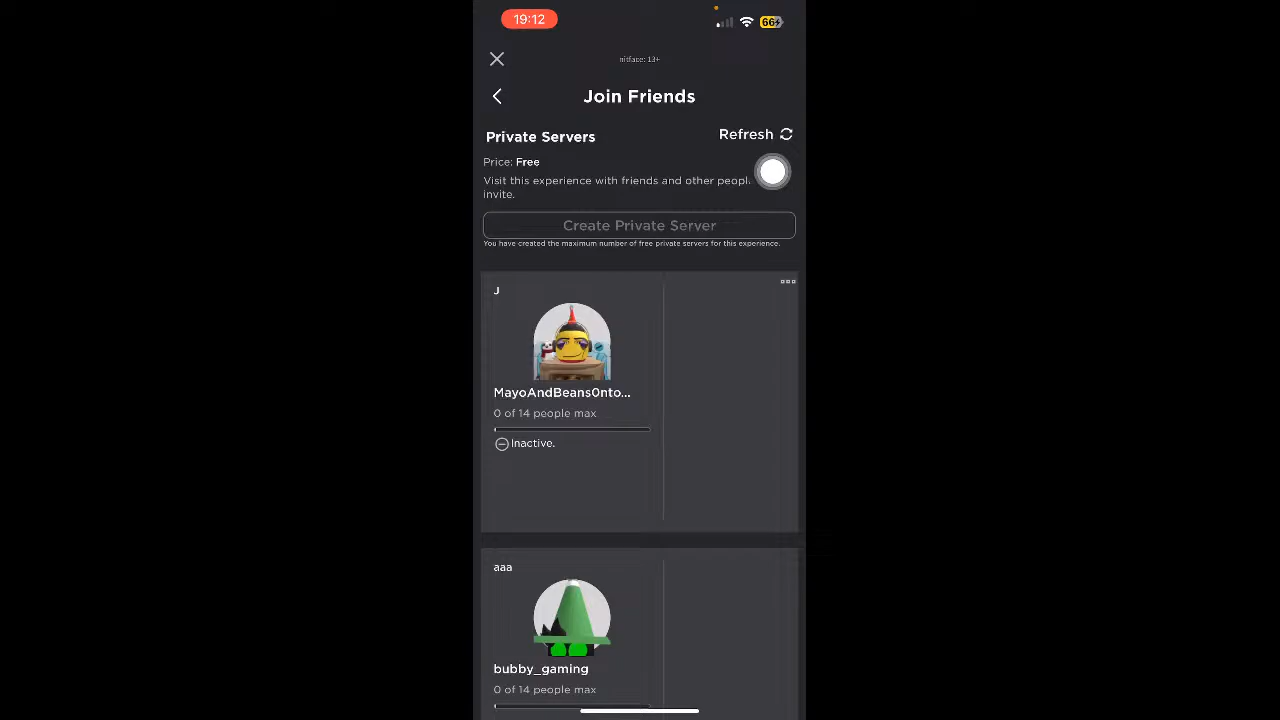 19:12
66
nitface: 13+
Join Friends
Private Servers
Refresh
Price: Free
Visit this experience with friends and other peopl
invite.
Create Private Server
You have created the maximum number of free private servers for this experience.
J
MayoAndBeans0nto...
0 of 14 people max
Inactive.
aaa
bubby_gaming
0 of 14 people max